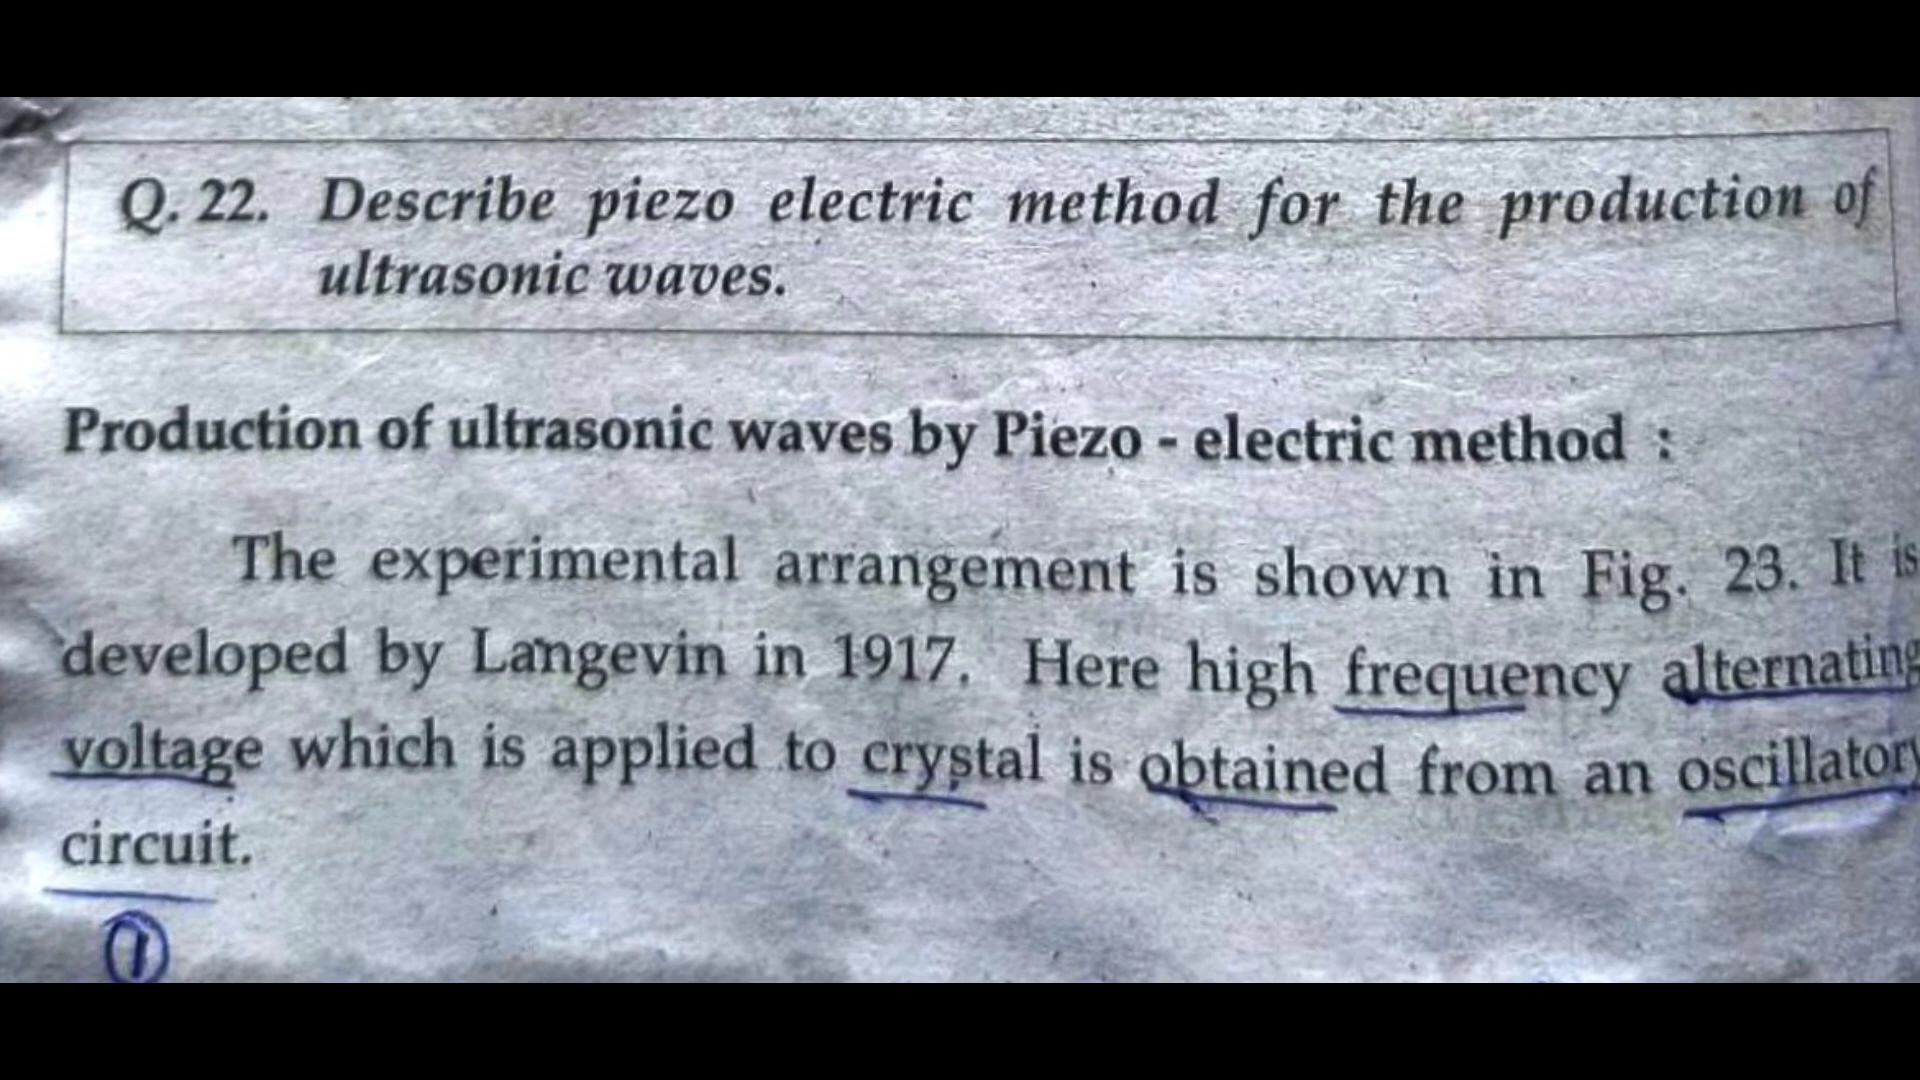 Q. 22. Describe piezo electric method for the production of
ultrasonic waves.
Production of ultrasonic waves by Piezo - electric method :
The experimental arrangement is shown in Fig. 23. It is
developed by Langevin in 1917. Here high frequency alternating
voltage which is applied to crystal is obtained from an oscillatory
circuit.
1